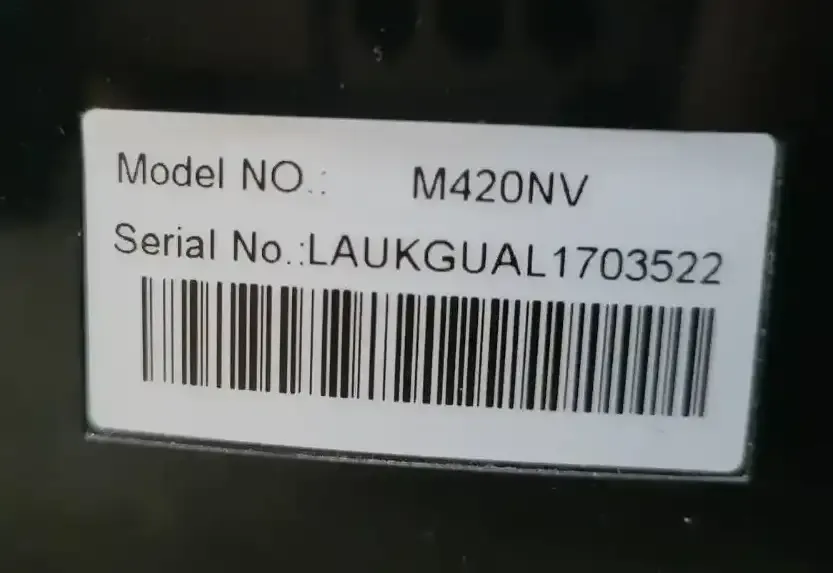 Model NO.: M420NV
Serial No.:LAUKGUAL1703522